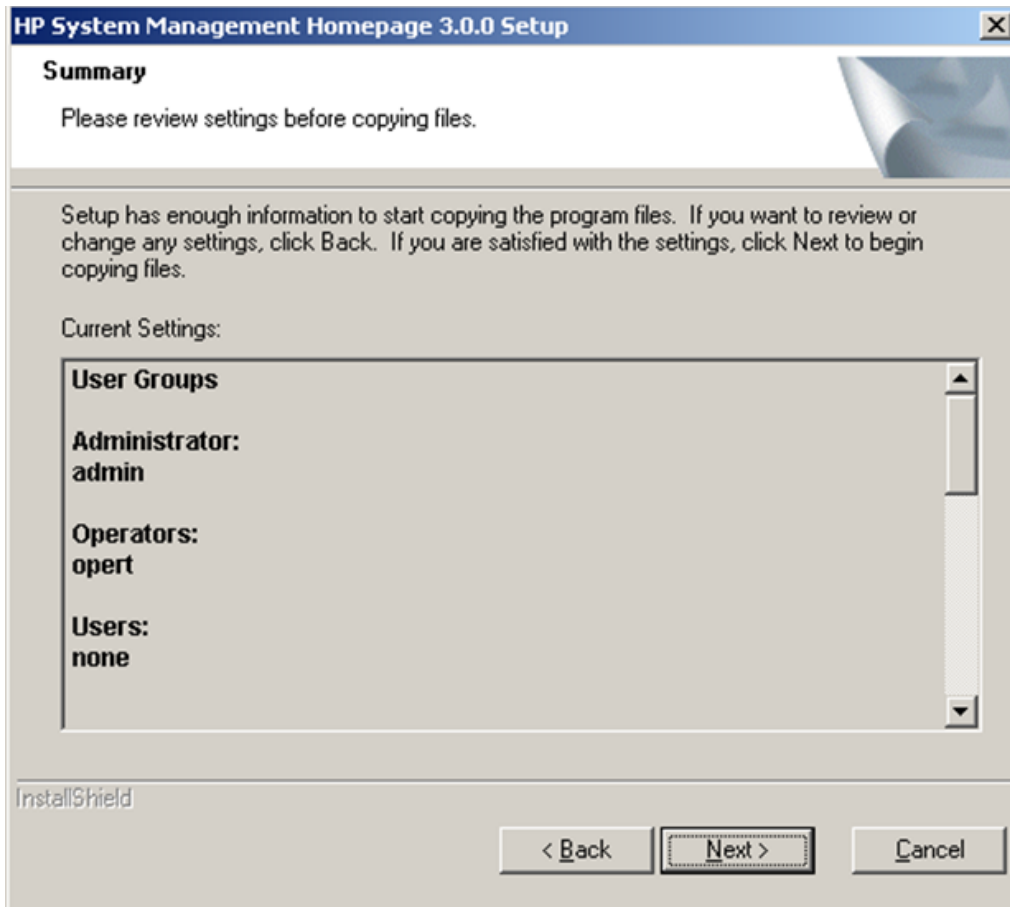 HP System Management Homepage 3.0.0 Setup
Summary
Please review settings before copying files.
Setup has enough information to start copying the program files. If you want to review or
change any settings, click Back. If you are satisfied with the settings, click Next to begin
copying files.
Current Settings:
User Groups
Administrator:
admin
Operators:
opert
Users:
none
InstallShield
< Back
Next >
Cancel